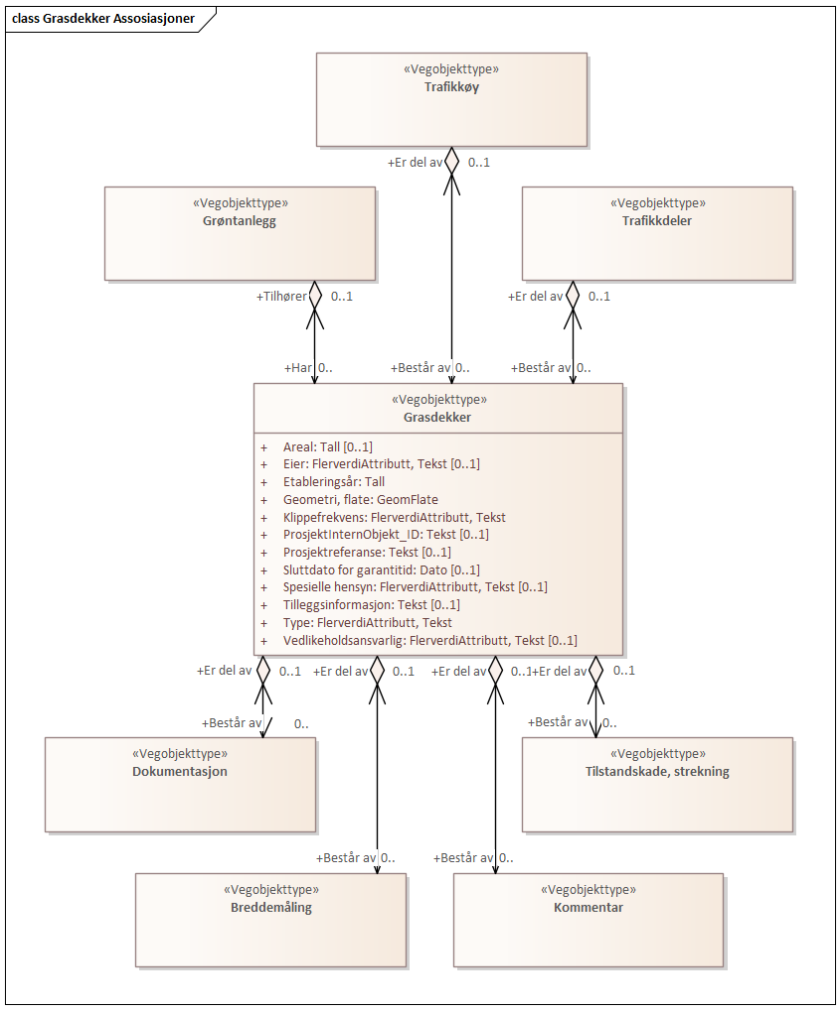 class Grasdekker Assosiasjoner
«Vegobjekttype»
Trafikkøy
+Er del av 0..1
«Vegobjekttype»
Grøntanlegg
«Vegobjekttype»
Trafikkdeler
+Tilhører 0..1
+Er del av 0..1
+Har 0..
+Består av 0..
+Består av 0..
«Vegobjekttype»
Grasdekker
+ Areal: Tall [0..1]
+ Eier: FlerverdiAttributt, Tekst [0..1]
+ Etableringsår: Tall
+ Geometri, flate: GeomFlate
+ Klippefrekvens: FlerverdiAttributt, Tekst
+ ProsjektInternObjekt_ID: Tekst [0..1]
+ Prosjektreferanse: Tekst [0..1]
+ Sluttdato for garantitid: Dato [0..1]
+ Spesielle hensyn: FlerverdiAttributt, Tekst [0..1]
+ Tilleggsinformasjon: Tekst [0..1]
+ Type: FlerverdiAttributt, Tekst
+ Vedlikeholdsansvarlig: FlerverdiAttributt, Tekst [0..1]
+Er del av 0..1 +Er del av 0..1 +Er del av 0..1 +Er del av 0..1
+Består av 0..
+Består av 0..
«Vegobjekttype»
Dokumentasjon
«Vegobjekttype»
Tilstandskade, strekning
+Består av 0..
+Består av 0..
«Vegobjekttype»
Breddemåling
«Vegobjekttype»
Kommentar